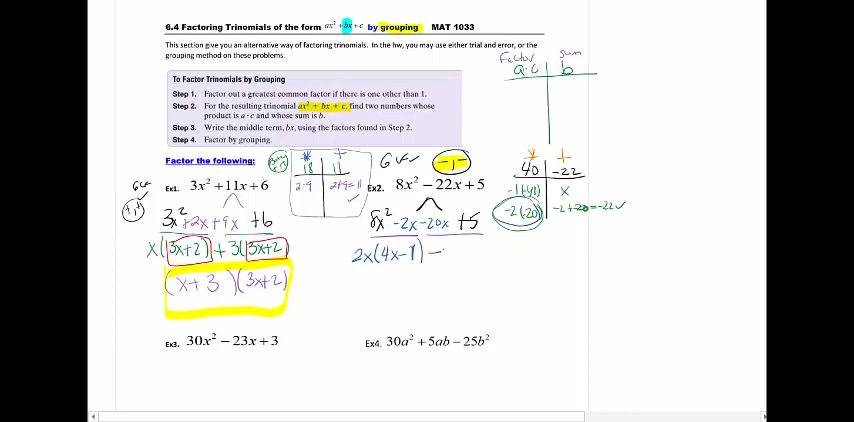 6.4 Factoring Trinomials of the form ax² + bx + c by grouping MAT 1033
This section give you an alternative way of factoring trinomials. In the hw, you may use either trial and error, or the
grouping method on these problems.
To Factor Trinomials by Grouping
Step 1. Factor out a greatest common factor if there is one other than 1.
Step 2. For the resulting trinomial ax² + bx + c, find two numbers whose
product is a · c and whose sum is b.
Step 3. Write the middle term, bx, using the factors found in Step 2.
Step 4. Factor by grouping.
Factor sum
a·c b
Factor the following:
* +
18 11
2·9 2+9=11 ✓
GCF ✓
Ex1. 3x² + 11x + 6
+,+
3x² +2x +9x +6
x(3x+2) + 3(3x+2)
(x+3)(3x+2)
GCF ✓ -,-
Ex2. 8x² − 22x + 5
8x² -2x -20x +5
2x(4x-1) -
* +
40 -22
-1(-40) x
-2(-20) -2+-20=-22 ✓
Ex3. 30x² − 23x + 3
Ex4. 30a² + 5ab − 25b²